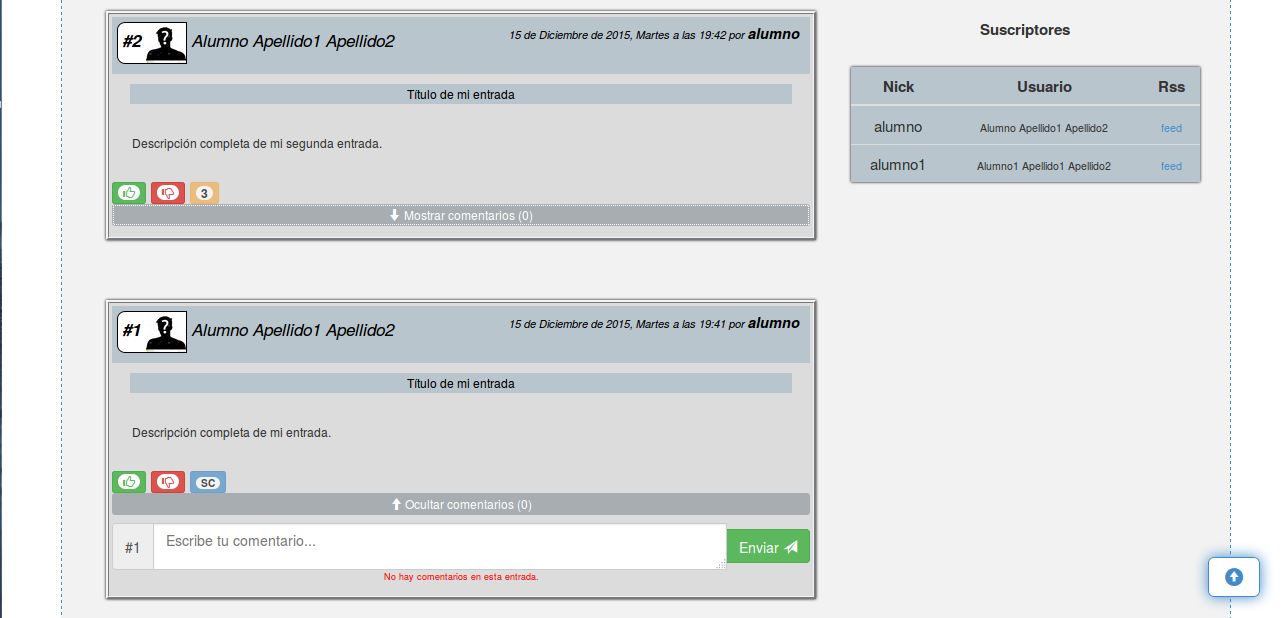 #2 Alumno Apellido1 Apellido2 15 de Diciembre de 2015, Martes a las 19:42 por alumno
Título de mi entrada
Descripción completa de mi segunda entrada.
3
Mostrar comentarios (0)
#1 Alumno Apellido1 Apellido2 15 de Diciembre de 2015, Martes a las 19:41 por alumno
Título de mi entrada
Descripción completa de mi entrada.
SC
Ocultar comentarios (0)
#1 Escribe tu comentario... Enviar
No hay comentarios en esta entrada.
Suscriptores
Nick Usuario Rss
alumno Alumno Apellido1 Apellido2 feed
alumno1 Alumno1 Apellido1 Apellido2 feed